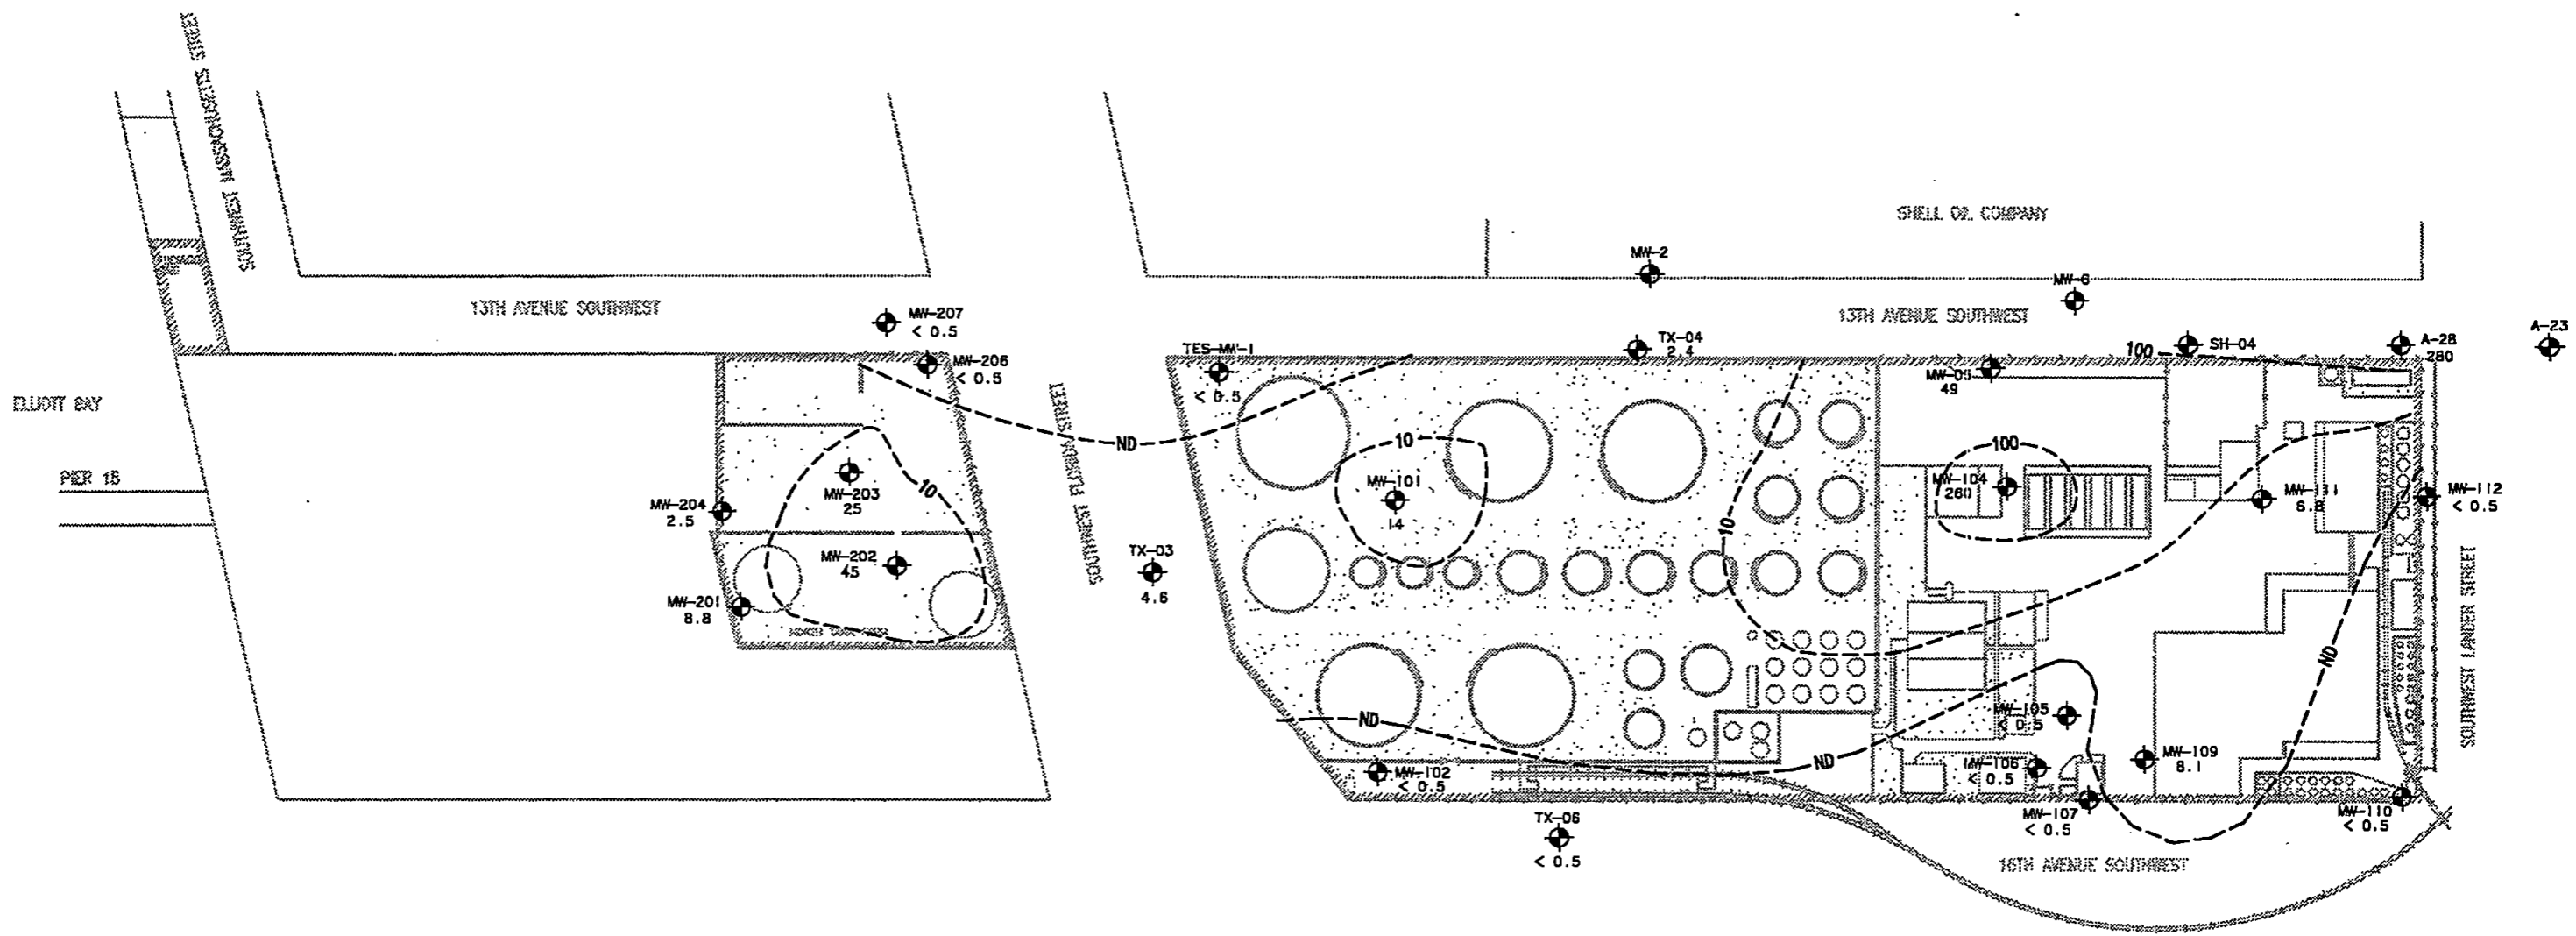 SOUTHWEST MASSACHUSETTS STREET
SHELL OIL COMPANY
MW-2
MW-6
13TH AVENUE SOUTHWEST
MW-207
< 0.5
13TH AVENUE SOUTHWEST
A-23
TX-04
2.4
SH-04
A-28
280
100
TES-MW-1
< 0.5
MW-206
< 0.5
MW-05
49
ELLIOTT BAY
SOUTHWEST FLORIDA STREET
ND
10
100
PIER 15
MW-203
25
10
MW-101
14
MW-104
260
MW-111
6.8
MW-112
< 0.5
MW-204
2.5
10
MW-202
45
TX-03
4.6
MW-201
8.8
SOUTHWEST LANDER STREET
ND
ND
MW-105
< 0.5
ND
MW-109
8.1
MW-102
< 0.5
MW-106
< 0.5
MW-107
< 0.5
MW-110
< 0.5
TX-06
< 0.5
16TH AVENUE SOUTHWEST